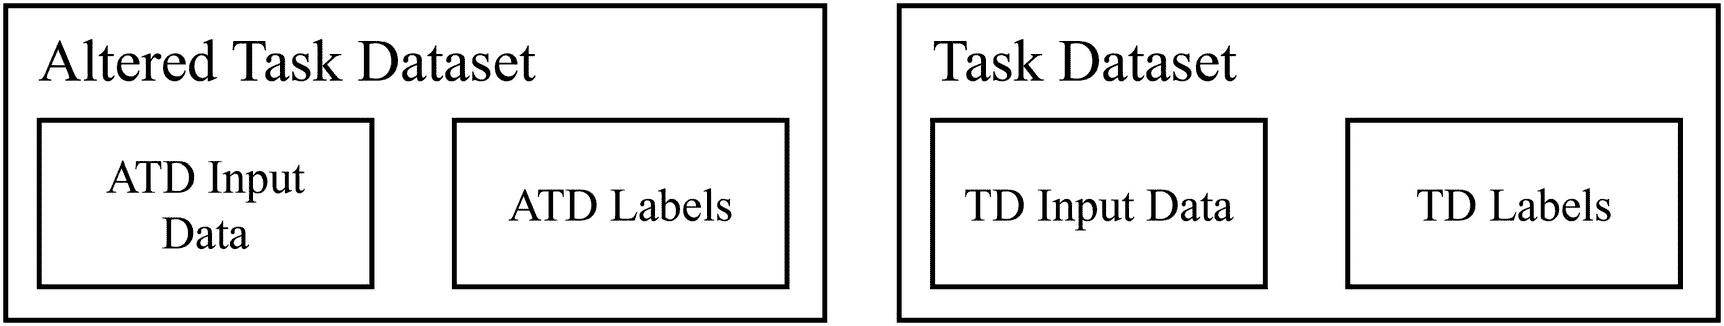 Altered Task Dataset
ATD Input
Data
ATD Labels
Task Dataset
TD Input Data
TD Labels